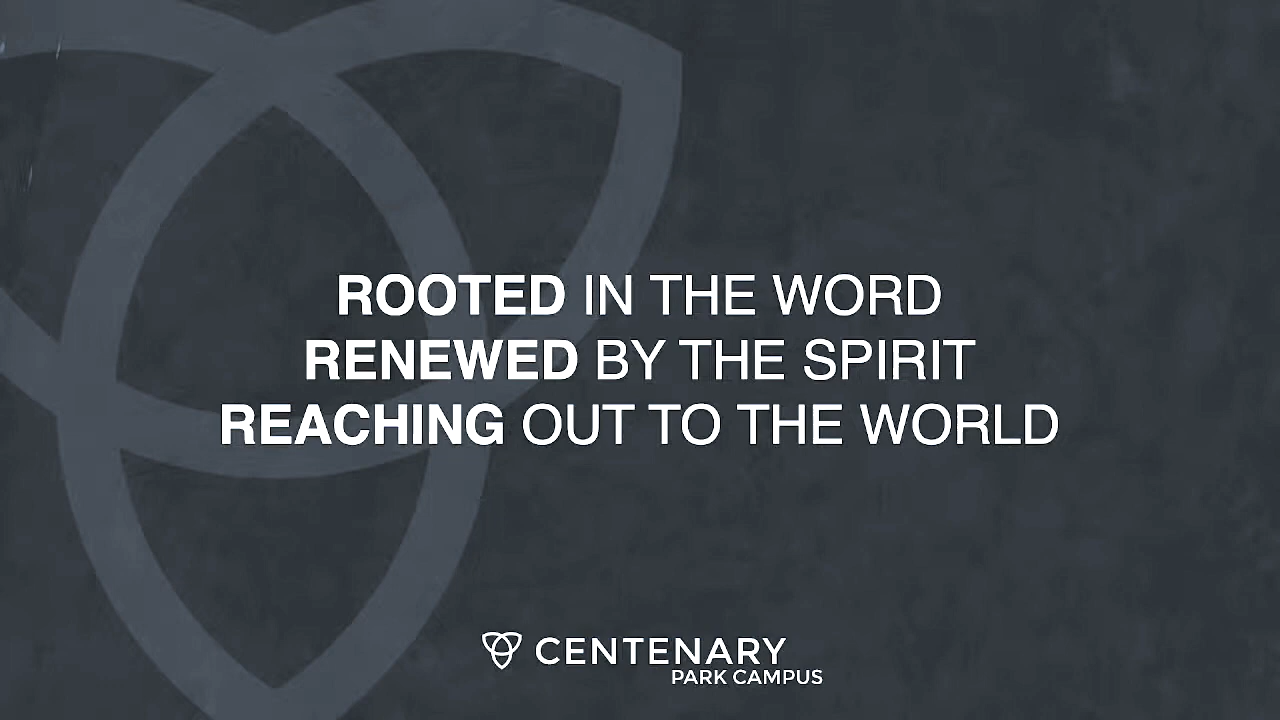 ROOTED IN THE WORD
RENEWED BY THE SPIRIT
REACHING OUT TO THE WORLD
CENTENARY
PARK CAMPUS